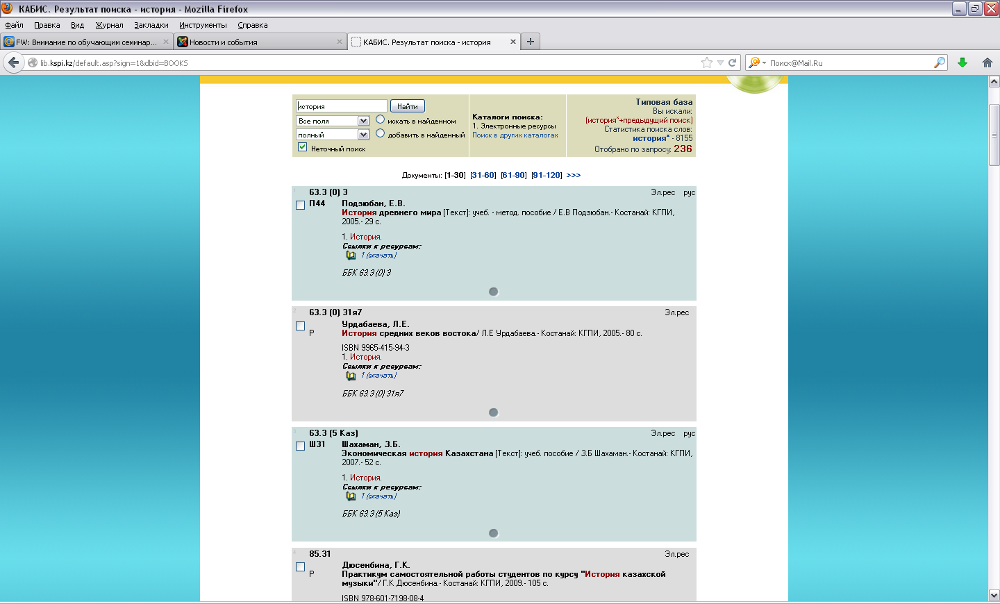 КАБИС. Результат поиска - история - Mozilla Firefox
Файл Правка Вид Журнал Закладки Инструменты Справка
FW: Внимание по обучающим семинар... Новости и события КАБИС. Результат поиска - история
lib.kspi.kz/default.asp?sign=1&dbid=BOOKS Поиск@Mail.Ru
история Найти
Все поля искать в найденном
полный добавить в найденный
Неточный поиск
Каталоги поиска:
1. Электронные ресурсы
Поиск в других каталогах
Типовая база
Вы искали:
(история*+предыдущий поиск)
Статистика поиска слов:
история* - 8155
Отобрано по запросу: 236
Документы: [1-30] [31-60] [61-90] [91-120] >>>
1 63.3 (0) 3 Эл.рес рус
П44 Подзюбан, Е.В.
История древнего мира [Текст]: учеб. - метод. пособие / Е.В Подзюбан.- Костанай: КГПИ,
2005.- 29 с.
1. История.
Ссылки к ресурсам:
1 (скачать)
ББК 63.3 (0) 3
2 63.3 (0) 31я7 Эл.рес
Урдабаева, Л.Е.
Р История средних веков востока/ Л.Е Урдабаева.- Костанай: КГПИ, 2005.- 80 с.
ISBN 9965-415-94-3
1. История.
Ссылки к ресурсам:
1 (скачать)
ББК 63.3 (0) 31я7
3 63.3 (5 Каз) Эл.рес рус
Ш31 Шахаман, З.Б.
Экономическая история Казахстана [Текст]: учеб. пособие / З.Б Шахаман.- Костанай: КГПИ,
2007.- 52 с.
1. История.
Ссылки к ресурсам:
1 (скачать)
ББК 63.3 (5 Каз)
4 85.31 Эл.рес
Дюсенбина, Г.К.
Р Практикум самостоятельной работы студентов по курсу "История казахской
музыки"/ Г.К Дюсенбина.- Костанай: КГПИ, 2009.- 105 с.
ISBN 978-601-7198-08-4